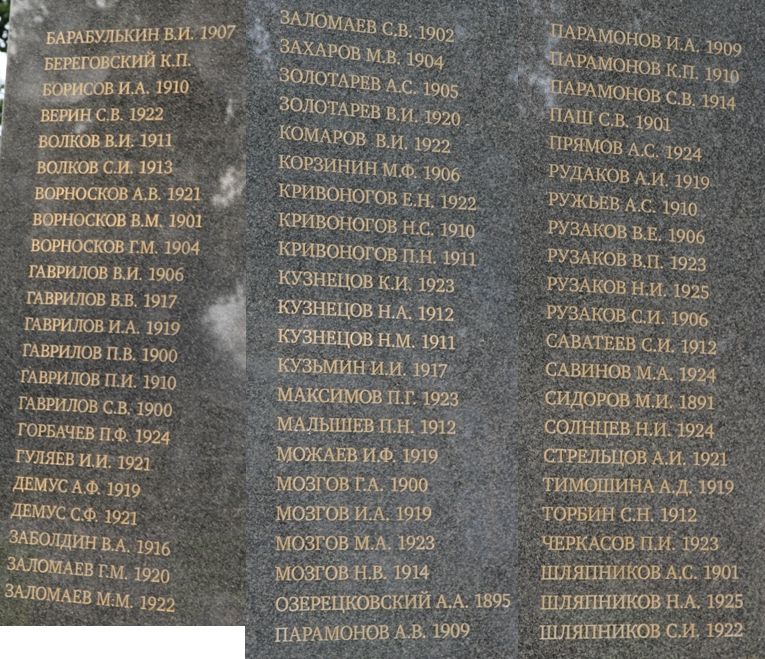 БАРАБУЛЬКИН В.И. 1907
БЕРЕГОВСКИЙ К.П.
БОРИСОВ И.А. 1910
ВЕРИН С.В. 1922
ВОЛКОВ В.И. 1911
ВОЛКОВ С.И. 1913
ВОРНОСКОВ А.В. 1921
ВОРНОСКОВ В.М. 1901
ВОРНОСКОВ Г.М. 1904
ГАВРИЛОВ В.И. 1906
ГАВРИЛОВ В.В. 1917
ГАВРИЛОВ И.А. 1919
ГАВРИЛОВ П.В. 1900
ГАВРИЛОВ П.И. 1910
ГАВРИЛОВ С.В. 1900
ГОРБАЧЕВ П.Ф. 1924
ГУЛЯЕВ И.И. 1921
ДЕМУС А.Ф. 1919
ДЕМУС С.Ф. 1921
ЗАБОЛДИН В.А. 1916
ЗАЛОМАЕВ Г.М. 1920
ЗАЛОМАЕВ М.М. 1922
ЗАЛОМАЕВ С.В. 1902
ЗАХАРОВ М.В. 1904
ЗОЛОТАРЕВ А.С. 1905
ЗОЛОТАРЕВ В.И. 1920
КОМАРОВ В.И. 1922
КОРЗИНИН М.Ф. 1906
КРИВОНОГОВ Е.Н. 1922
КРИВОНОГОВ Н.С. 1910
КРИВОНОГОВ П.Н. 1911
КУЗНЕЦОВ К.И. 1923
КУЗНЕЦОВ Н.А. 1912
КУЗНЕЦОВ Н.М. 1911
КУЗЬМИН И.И. 1917
МАКСИМОВ П.Г. 1923
МАЛЫШЕВ П.Н. 1912
МОЖАЕВ И.Ф. 1919
МОЗГОВ Г.А. 1900
МОЗГОВ И.А. 1919
МОЗГОВ М.А. 1923
МОЗГОВ Н.В. 1914
ОЗЕРЕЦКОВСКИЙ А.А. 1895
ПАРАМОНОВ А.В. 1909
ПАРАМОНОВ И.А. 1909
ПАРАМОНОВ К.П. 1910
ПАРАМОНОВ С.В. 1914
ПАШ С.В. 1901
ПРЯМОВ А.С. 1924
РУДАКОВ А.И. 1919
РУЖЬЕВ А.С. 1910
РУЗАКОВ В.Е. 1906
РУЗАКОВ В.П. 1923
РУЗАКОВ Н.И. 1925
РУЗАКОВ С.И. 1906
САВАТЕЕВ С.И. 1912
САВИНОВ М.А. 1924
СИДОРОВ М.И. 1891
СОЛНЦЕВ Н.И. 1924
СТРЕЛЬЦОВ А.И. 1921
ТИМОШИНА А.Д. 1919
ТОРБИН С.Н. 1912
ЧЕРКАСОВ П.И. 1923
ШЛЯПНИКОВ А.С. 1901
ШЛЯПНИКОВ Н.А. 1925
ШЛЯПНИКОВ С.И. 1922